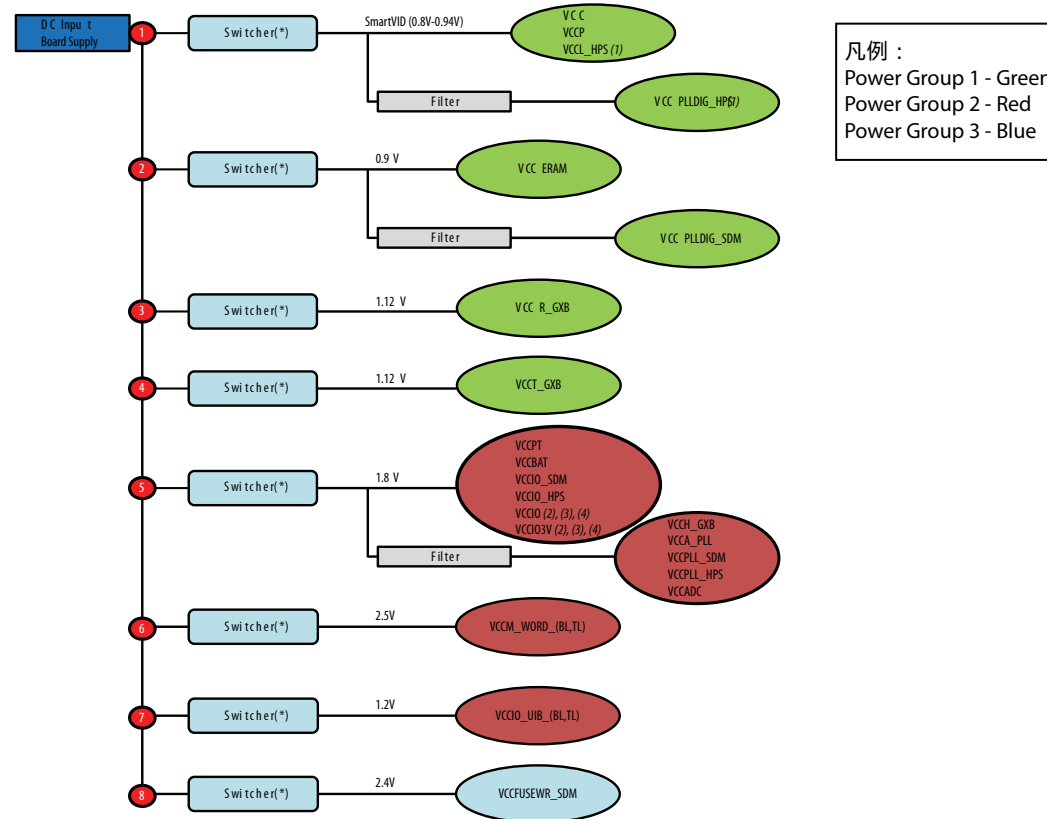 DC Input
Board Supply
1
Switcher(*)
SmartVID (0.8V-0.94V)
VCC
VCCP
VCCL_HPS (1)
Filter
VCC PLLDIG_HPS(1)
凡例：
Power Group 1 - Green
Power Group 2 - Red
Power Group 3 - Blue
2
Switcher(*)
0.9 V
VCC ERAM
Filter
VCC PLLDIG_SDM
3
Switcher(*)
1.12 V
VCC R_GXB
4
Switcher(*)
1.12 V
VCCT_GXB
5
Switcher(*)
1.8 V
VCCPT
VCCBAT
VCCIO_SDM
VCCIO_HPS
VCCIO (2), (3), (4)
VCCIO3V (2), (3), (4)
Filter
VCCH_GXB
VCCA_PLL
VCCPLL_SDM
VCCPLL_HPS
VCCADC
6
Switcher(*)
2.5V
VCCM_WORD_(BL,TL)
7
Switcher(*)
1.2V
VCCIO_UIB_(BL,TL)
8
Switcher(*)
2.4V
VCCFUSEWR_SDM